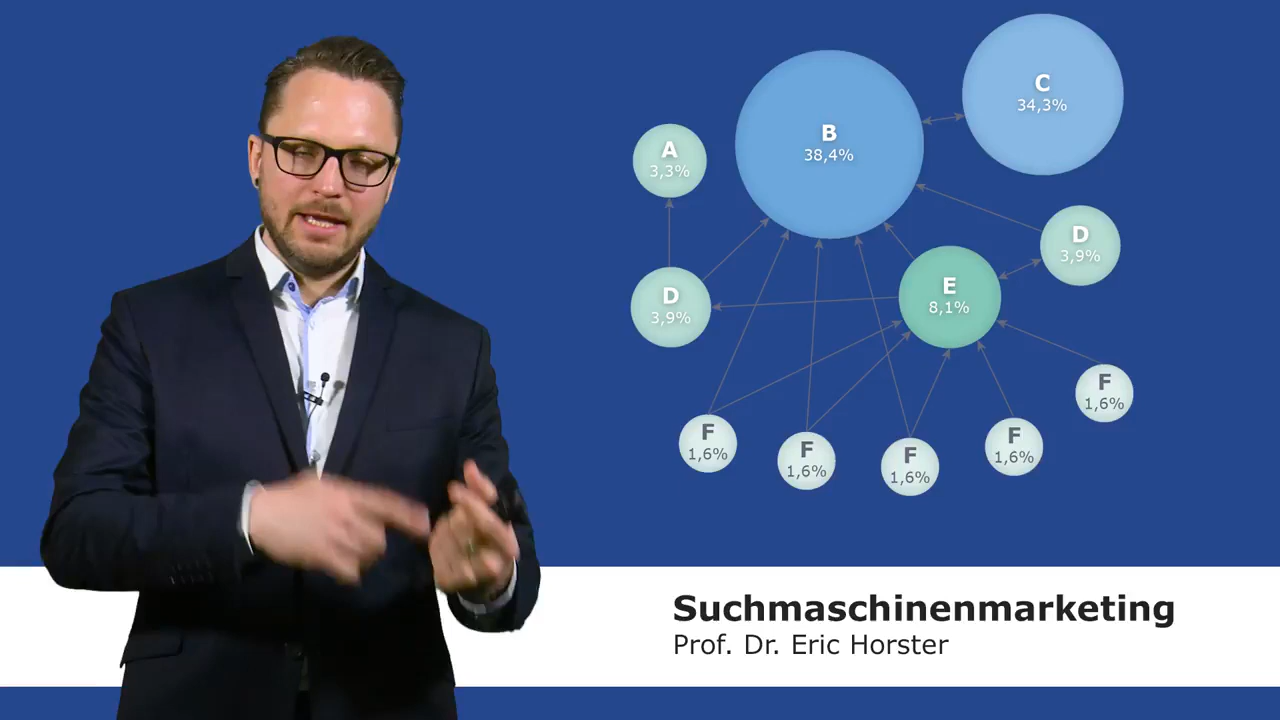 A
3,3%
B
38,4%
C
34,3%
D
3,9%
E
8,1%
D
3,9%
F
1,6%
F
1,6%
F
1,6%
F
1,6%
F
1,6%
Suchmaschinenmarketing
Prof. Dr. Eric Horster